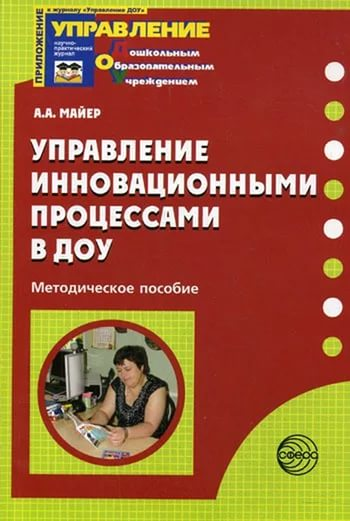 ПРИЛОЖЕНИЕ
к журналу «Управление ДОУ»
УПРАВЛЕНИЕ
научно-
практический
журнал
Дошкольным
Образовательным
Учреждением
А.А. МАЙЕР
УПРАВЛЕНИЕ
ИННОВАЦИОННЫМИ
ПРОЦЕССАМИ
В ДОУ
Методическое пособие
СФЕРА